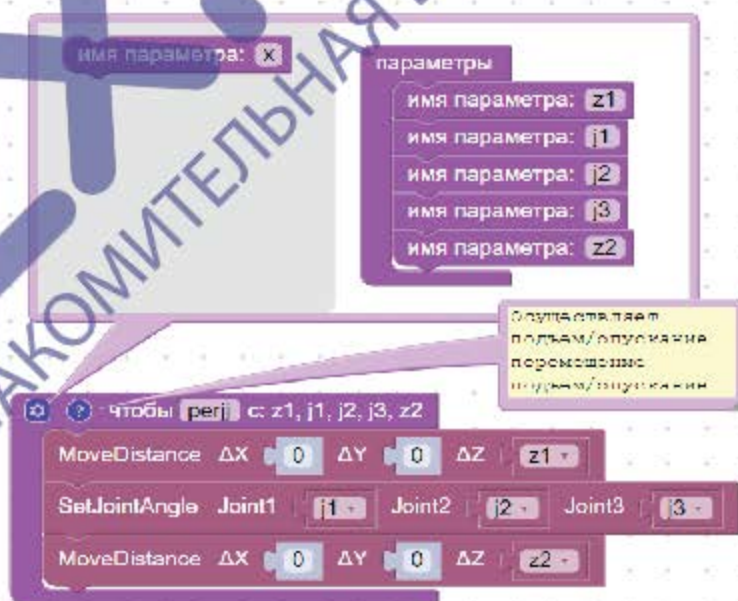 имя параметра: x
параметры
имя параметра: z1
имя параметра: j1
имя параметра: j2
имя параметра: j3
имя параметра: z2
Осуществляет
подъем/опускание
перемещение
подъем/опускание
чтобы perij с: z1, j1, j2, j3, z2
MoveDistance ΔX 0 ΔY 0 ΔZ z1
SetJointAngle Joint1 j1 Joint2 j2 Joint3 j3
MoveDistance ΔX 0 ΔY 0 ΔZ z2